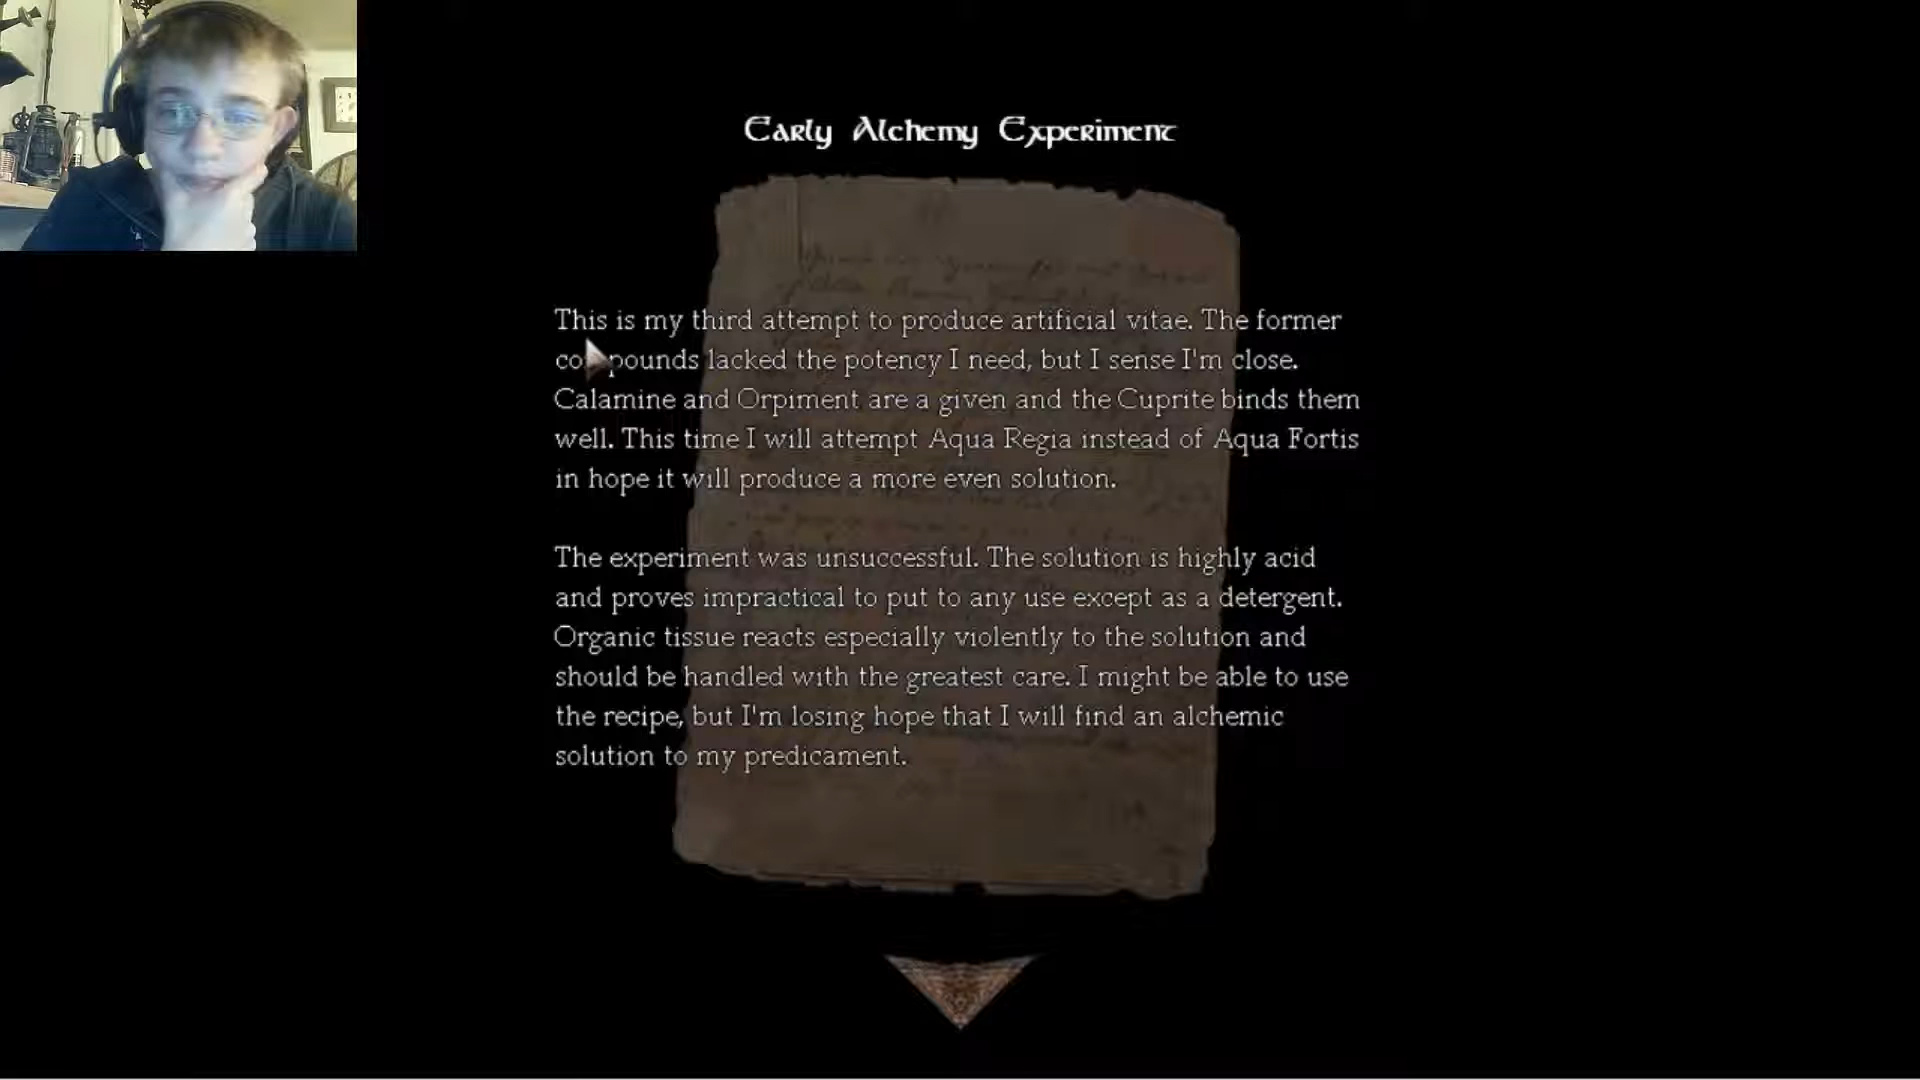 Early Alchemy Experiment
This is my third attempt to produce artificial vitae. The former
compounds lacked the potency I need, but I sense I'm close.
Calamine and Orpiment are a given and the Cuprite binds them
well. This time I will attempt Aqua Regia instead of Aqua Fortis
in hope it will produce a more even solution.
The experiment was unsuccessful. The solution is highly acid
and proves impractical to put to any use except as a detergent.
Organic tissue reacts especially violently to the solution and
should be handled with the greatest care. I might be able to use
the recipe, but I'm losing hope that I will find an alchemic
solution to my predicament.